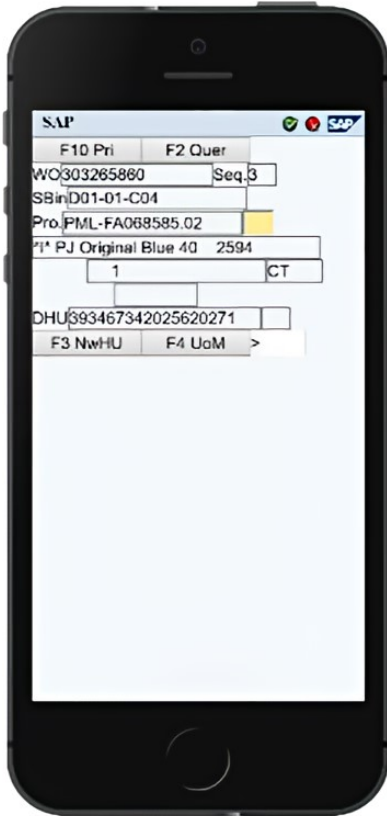 SAP SAP
F10 Pri F2 Quer
WO 303265860 Seq. 3
SBin D01-01-C04
Pro. PML-FA068585.02
*I* PJ Original Blue 40 2594
1 CT
DHU 393467342025620271
F3 NwHU F4 UoM >